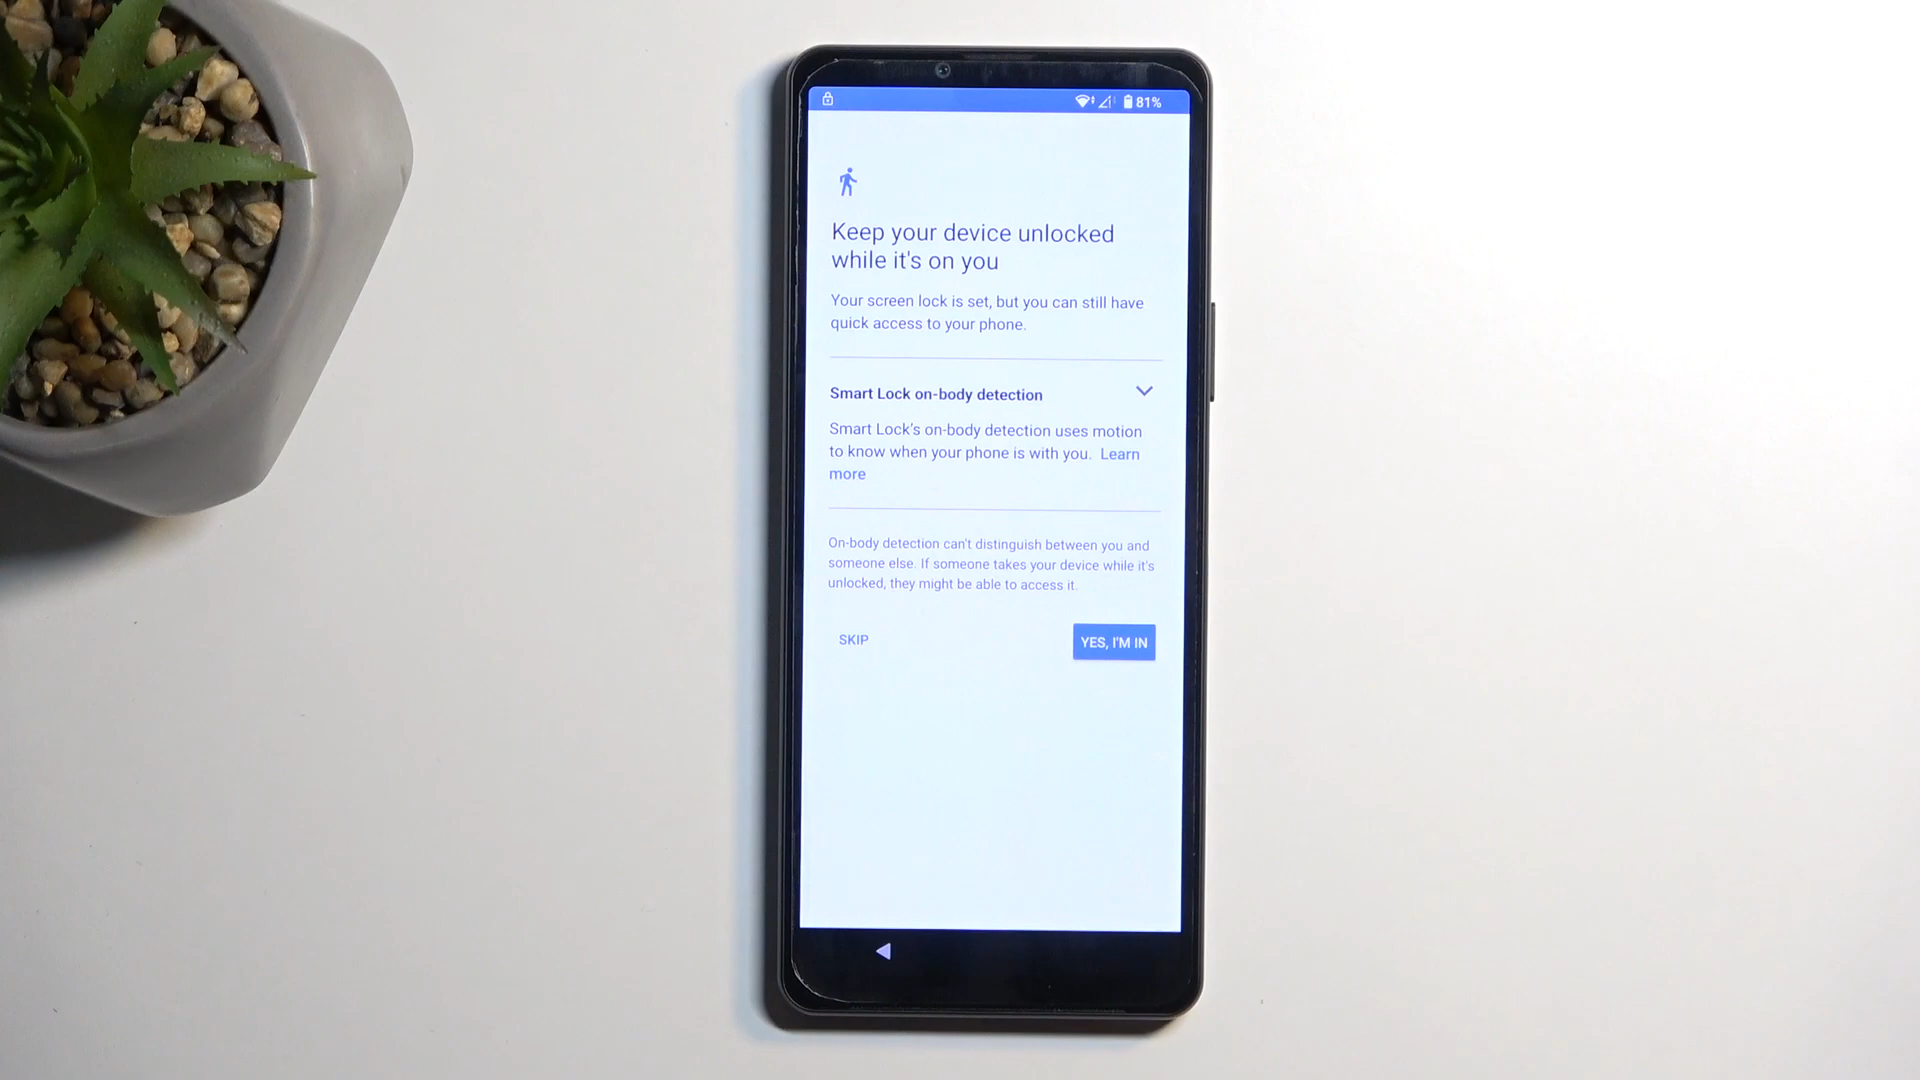 81%
Keep your device unlocked
while it's on you
Your screen lock is set, but you can still have
quick access to your phone.
Smart Lock on-body detection
Smart Lock's on-body detection uses motion
to know when your phone is with you. Learn
more
On-body detection can't distinguish between you and
someone else. If someone takes your device while it's
unlocked, they might be able to access it.
SKIP YES, I'M IN